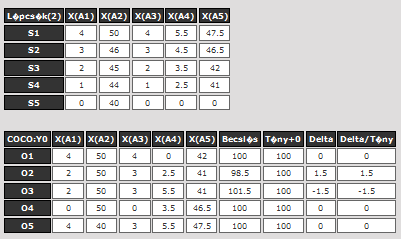 L�pcs�k(2) X(A1) X(A2) X(A3) X(A4) X(A5)
S1 4 50 4 5.5 47.5
S2 3 46 3 4.5 46.5
S3 2 45 2 3.5 42
S4 1 44 1 2.5 41
S5 0 40 0 0 0
COCO:Y0 X(A1) X(A2) X(A3) X(A4) X(A5) Becsl�s T�ny+0 Delta Delta/T�ny
O1 4 50 4 0 42 100 100 0 0
O2 2 50 3 2.5 41 98.5 100 1.5 1.5
O3 2 50 3 5.5 41 101.5 100 -1.5 -1.5
O4 0 50 0 3.5 46.5 100 100 0 0
O5 4 40 3 5.5 47.5 100 100 0 0